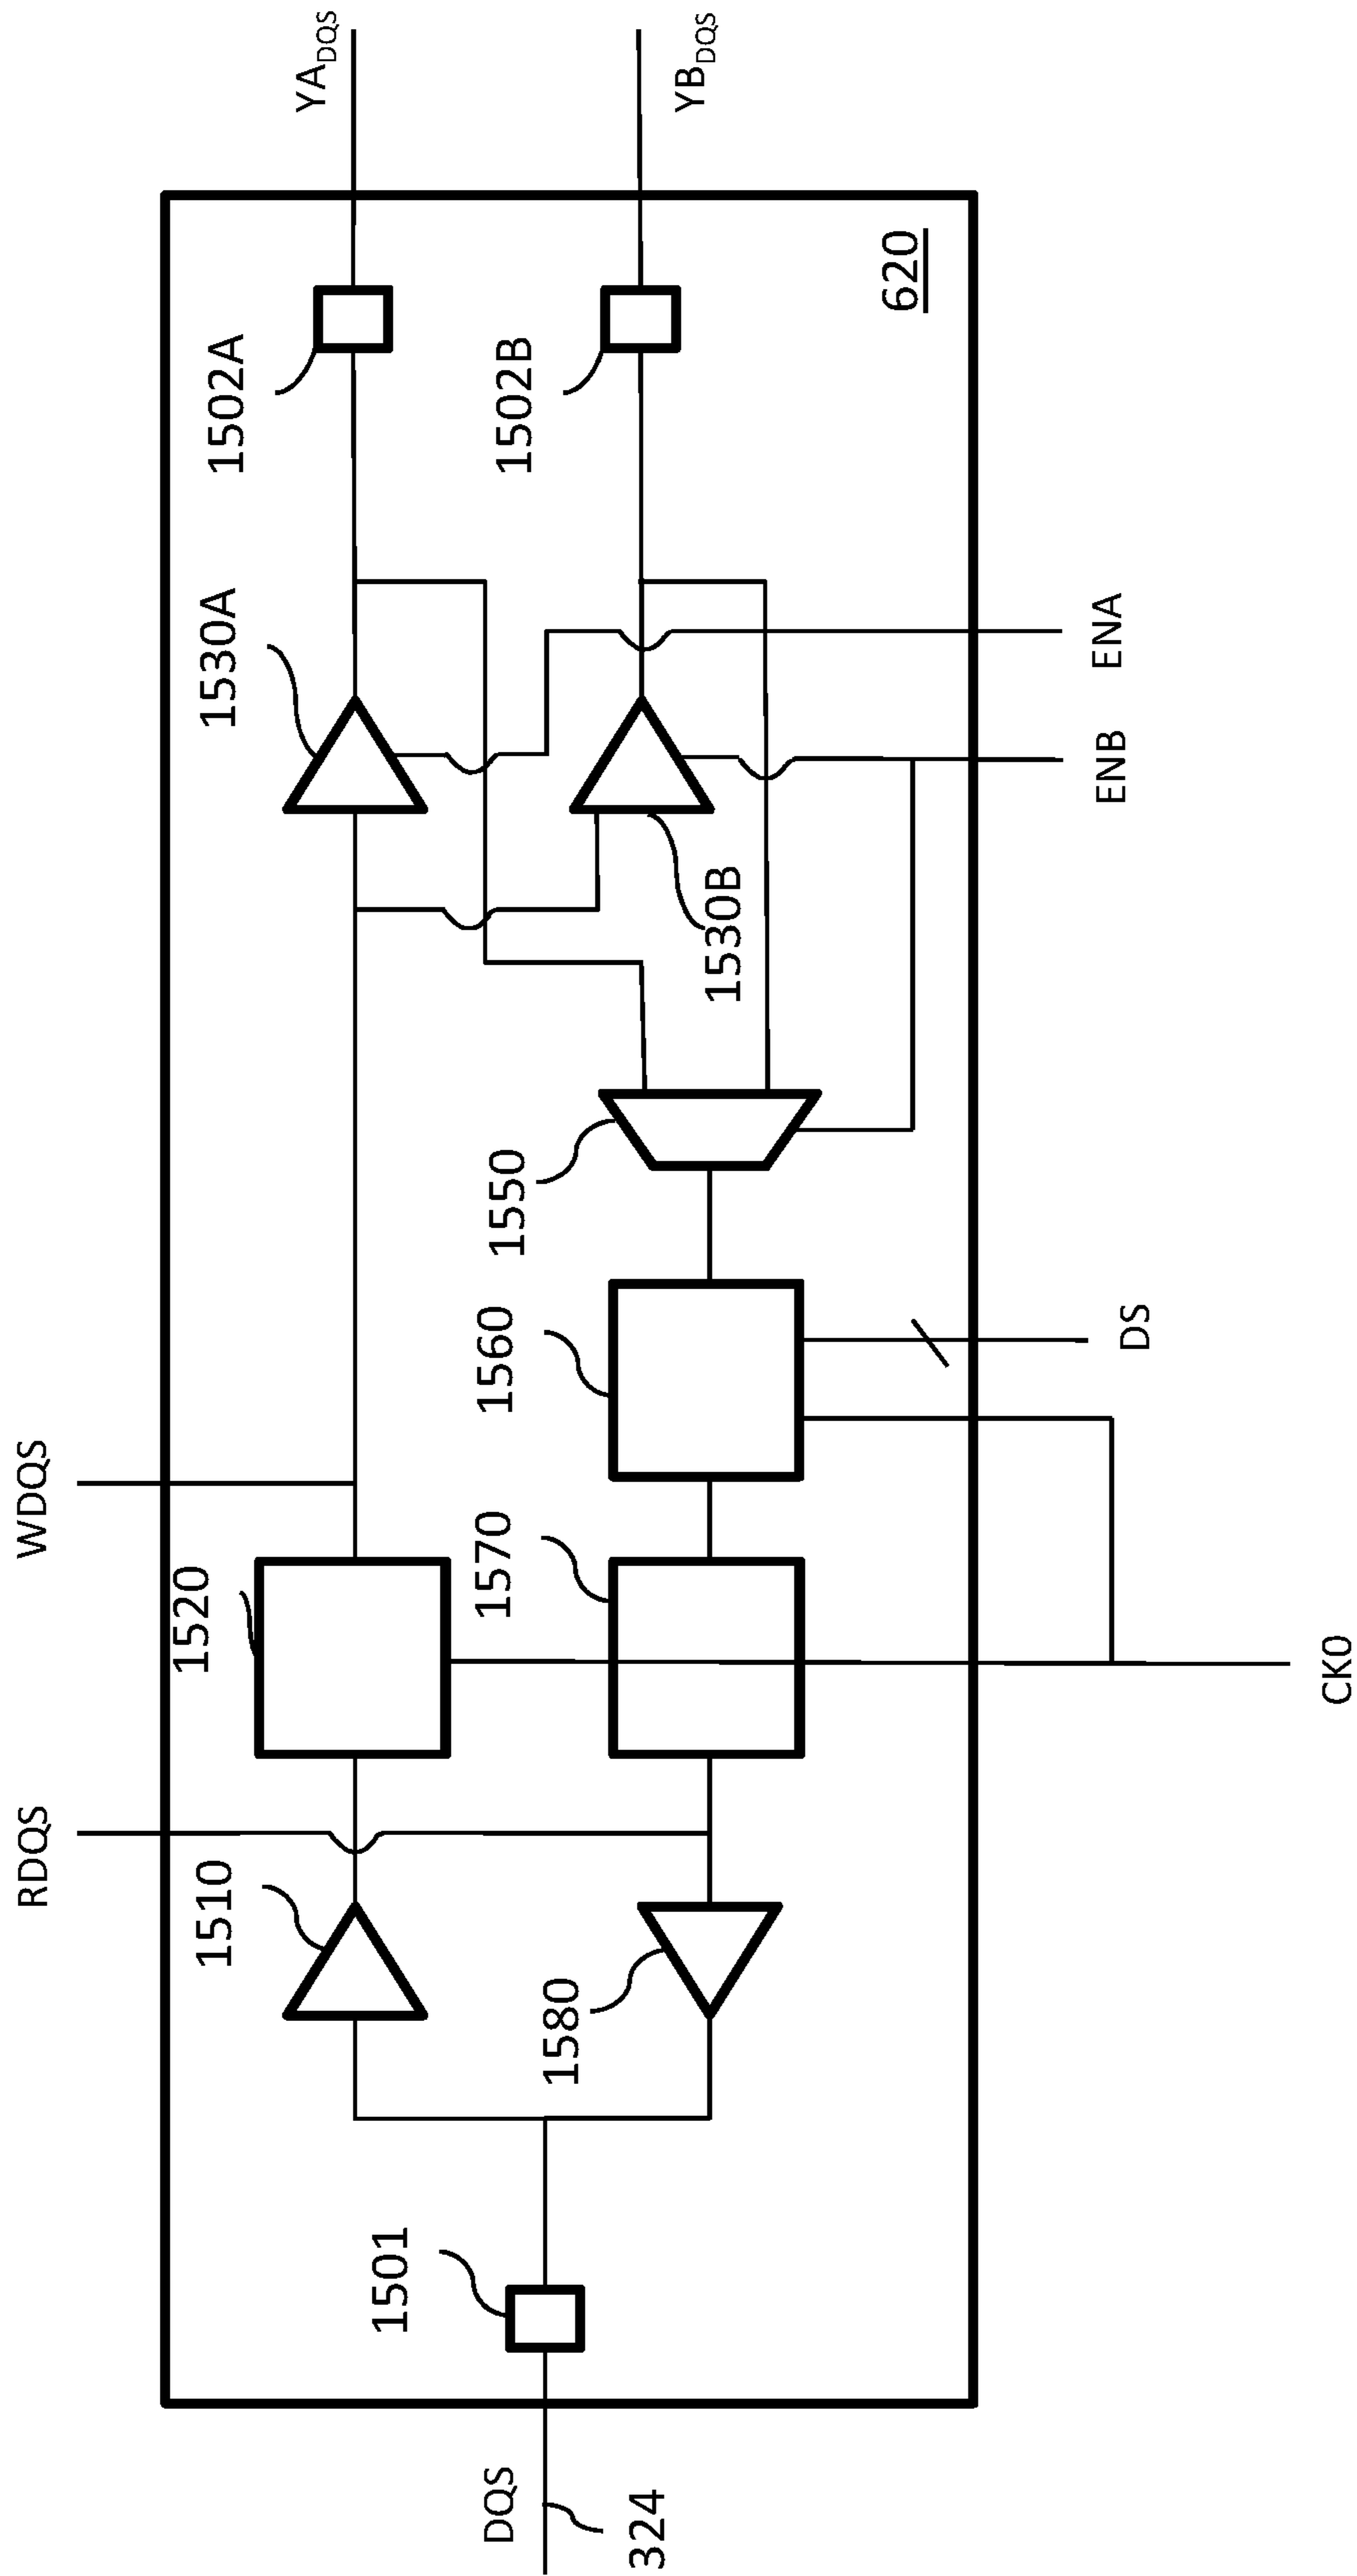 YA_DQS
YB_DQS
620
1502A
1502B
1530A
1530B
ENA
ENB
1550
1560
DS
WDQS
1520
1570
CK0
RDQS
1510
1580
1501
DQS
324